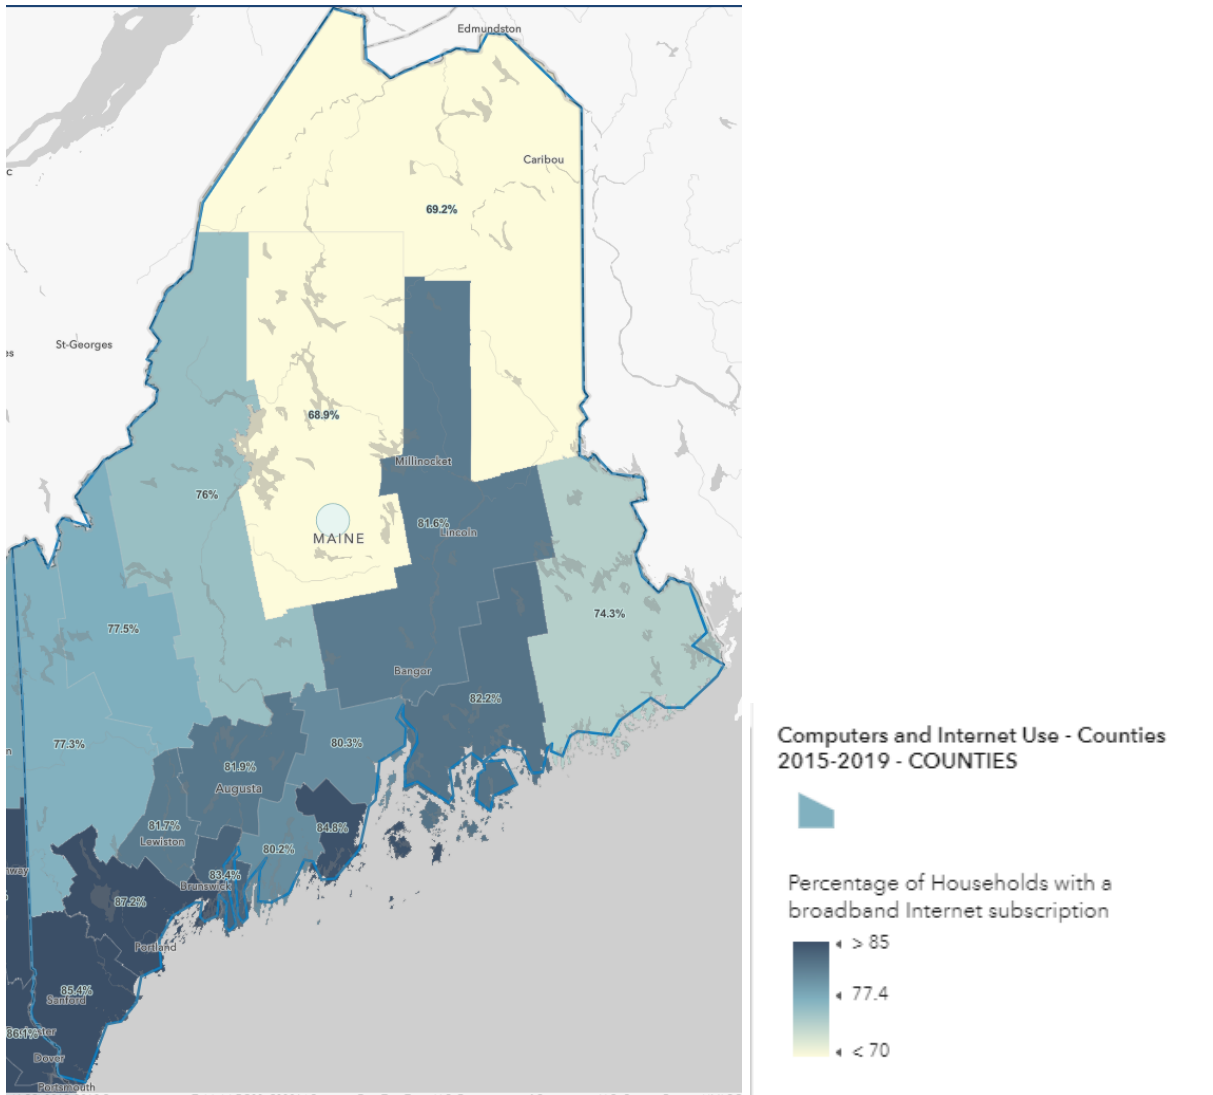 Edmundston
Caribou
69.2%
St-Georges
68.9%
Millinocket
76%
81.6%
Lincoln
MAINE
74.3%
77.5%
Bangor
82.2%
77.3%
80.3%
81.9%
Augusta
81.7%
Lewiston
84.8%
80.2%
83.4%
Brunswick
87.2%
Portland
85.4%
Sanford
86.1%
Dover
Portsmouth
Computers and Internet Use - Counties
2015-2019 - COUNTIES
Percentage of Households with a
broadband Internet subscription
> 85
77.4
< 70